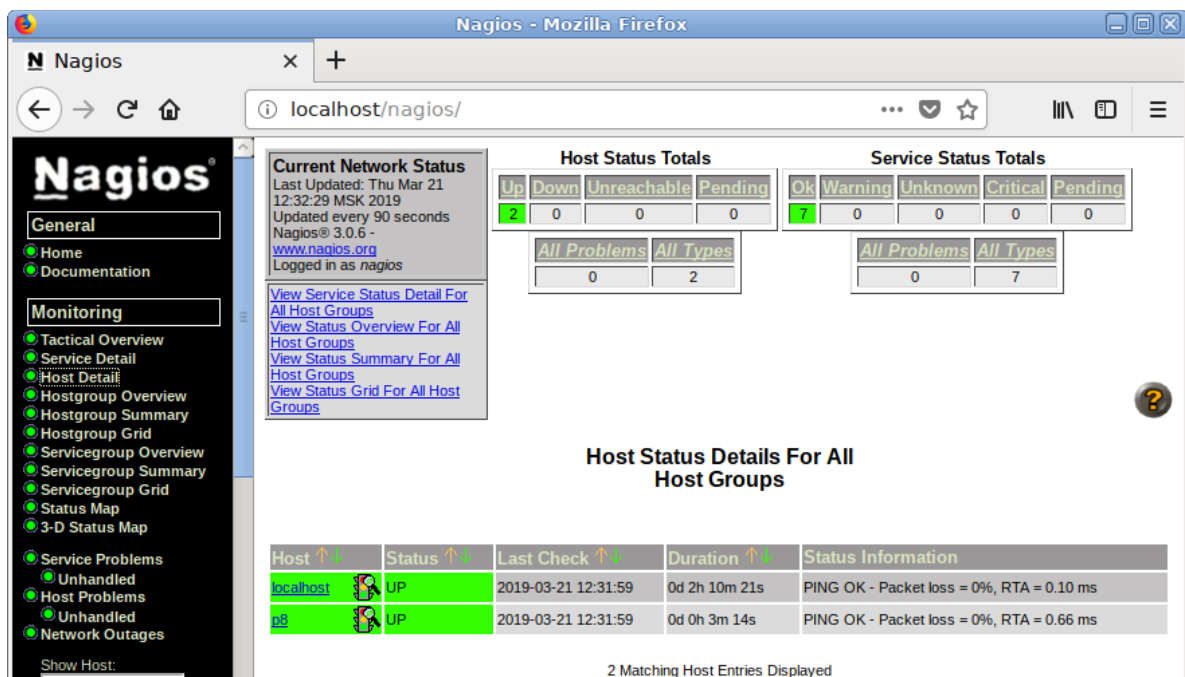 Nagios - Mozilla Firefox
N Nagios
localhost/nagios/
Nagios®
General
Home
Documentation
Monitoring
Tactical Overview
Service Detail
Host Detail
Hostgroup Overview
Hostgroup Summary
Hostgroup Grid
Servicegroup Overview
Servicegroup Summary
Servicegroup Grid
Status Map
3-D Status Map
Service Problems
Unhandled
Host Problems
Unhandled
Network Outages
Show Host:
Current Network Status
Last Updated: Thu Mar 21
12:32:29 MSK 2019
Updated every 90 seconds
Nagios® 3.0.6 -
www.nagios.org
Logged in as nagios
View Service Status Detail For
All Host Groups
View Status Overview For All
Host Groups
View Status Summary For All
Host Groups
View Status Grid For All Host
Groups
Host Status Totals
Up Down Unreachable Pending
2 0 0 0
All Problems All Types
0 2
Service Status Totals
Ok Warning Unknown Critical Pending
7 0 0 0 0
All Problems All Types
0 7
?
Host Status Details For All
Host Groups
Host ↑↓ Status ↑↓ Last Check ↑↓ Duration ↑↓ Status Information
localhost UP 2019-03-21 12:31:59 0d 2h 10m 21s PING OK - Packet loss = 0%, RTA = 0.10 ms
p8 UP 2019-03-21 12:31:59 0d 0h 3m 14s PING OK - Packet loss = 0%, RTA = 0.66 ms
2 Matching Host Entries Displayed